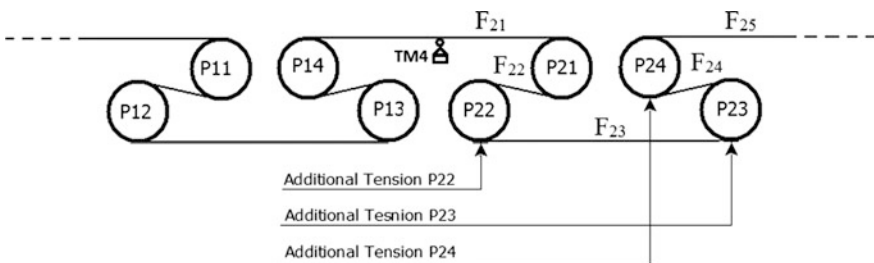 F21 F25
P11 P14 TM4 F22 P21 P24 F24
P12 P13 P22 P23
F23
Additional Tension P22
Additional Tesnion P23
Additional Tension P24